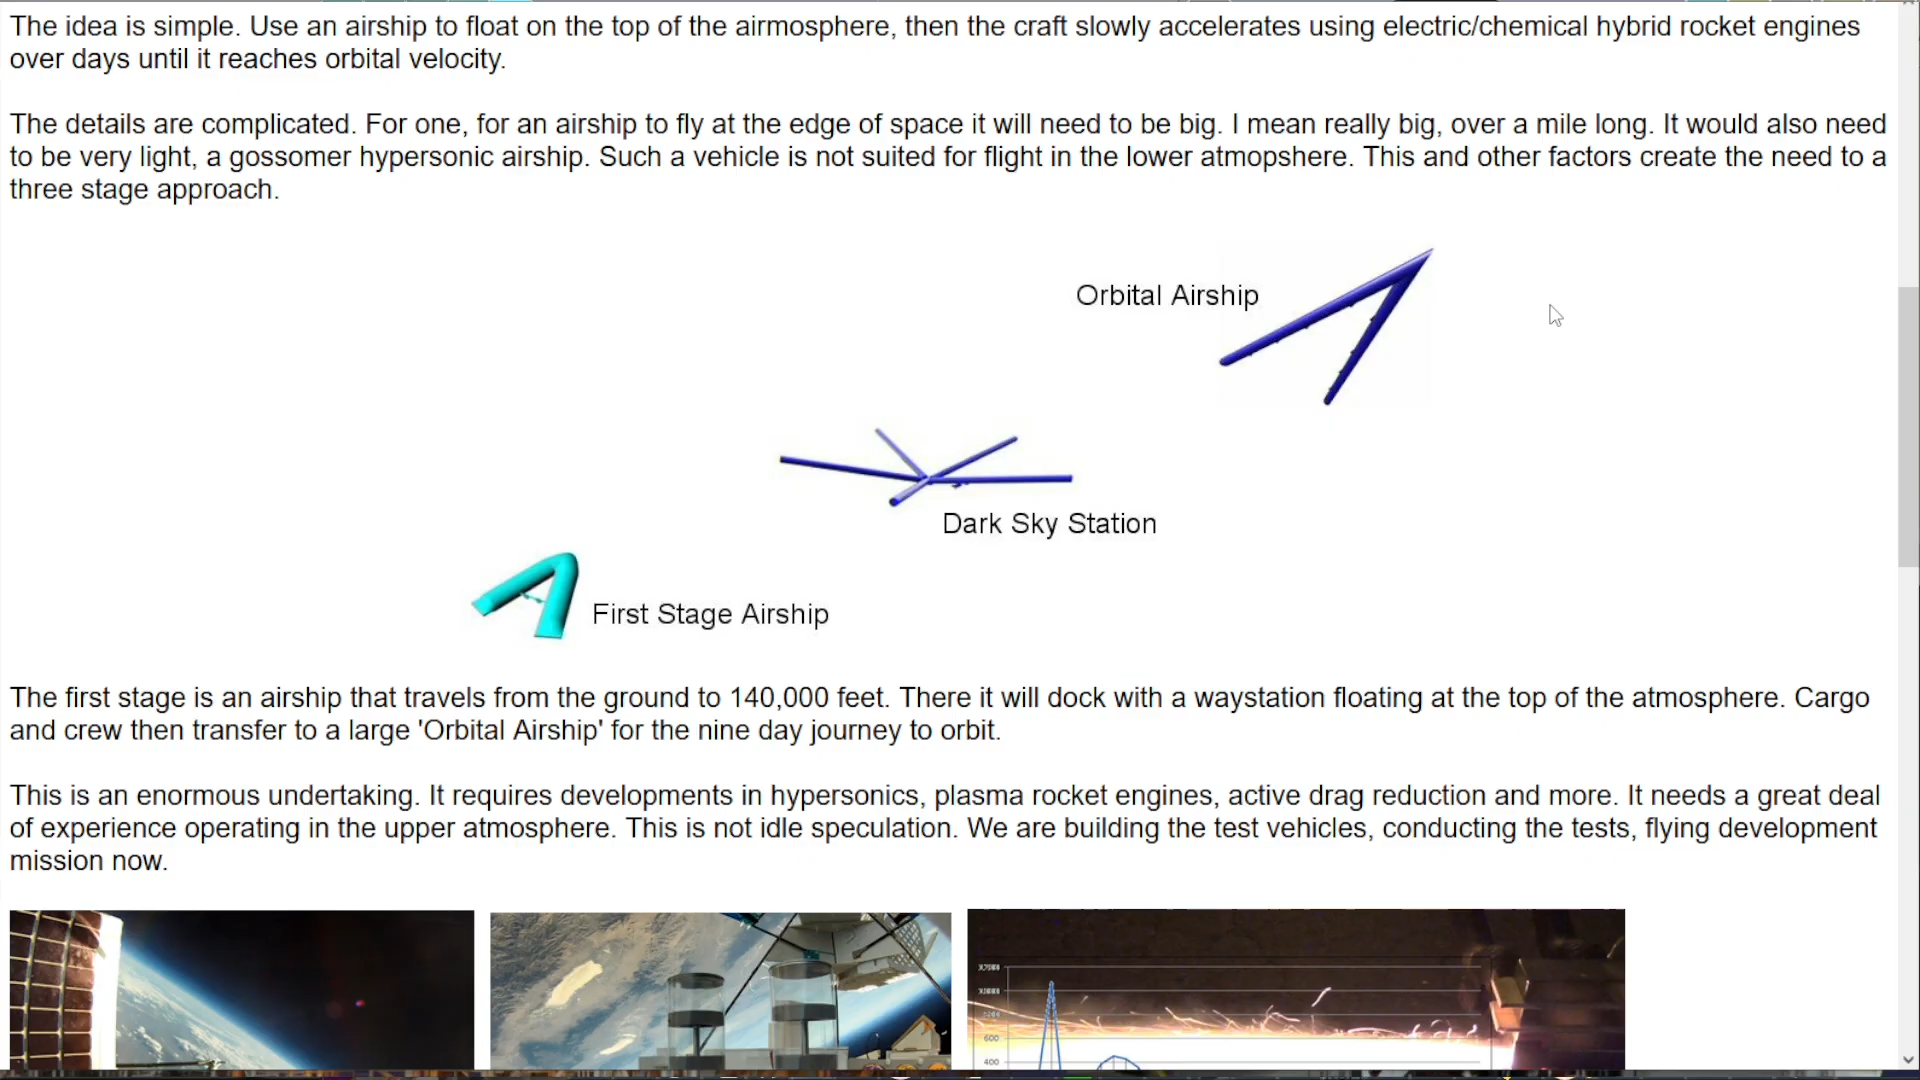 The idea is simple. Use an airship to float on the top of the airmosphere, then the craft slowly accelerates using electric/chemical hybrid rocket engines
over days until it reaches orbital velocity.
The details are complicated. For one, for an airship to fly at the edge of space it will need to be big. I mean really big, over a mile long. It would also need
to be very light, a gossomer hypersonic airship. Such a vehicle is not suited for flight in the lower atmopshere. This and other factors create the need to a
three stage approach.
Orbital Airship
Dark Sky Station
First Stage Airship
The first stage is an airship that travels from the ground to 140,000 feet. There it will dock with a waystation floating at the top of the atmosphere. Cargo
and crew then transfer to a large 'Orbital Airship' for the nine day journey to orbit.
This is an enormous undertaking. It requires developments in hypersonics, plasma rocket engines, active drag reduction and more. It needs a great deal
of experience operating in the upper atmosphere. This is not idle speculation. We are building the test vehicles, conducting the tests, flying development
mission now.
600
400